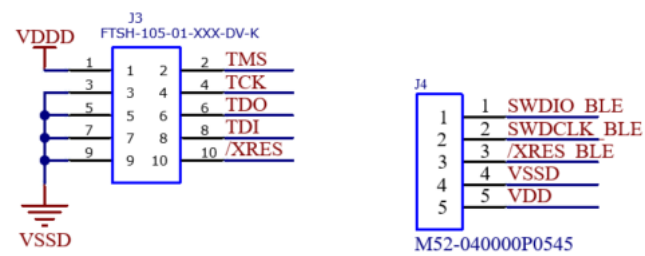 J3
FTSH-105-01-XXX-DV-K
VDDD
1 1 2 2 TMS
3 3 4 4 TCK
5 5 6 6 TDO
7 7 8 8 TDI
9 9 10 10 /XRES
VSSD
J4
1 1 SWDIO_BLE
2 2 SWDCLK_BLE
3 3 /XRES_BLE
4 4 VSSD
5 5 VDD
M52-040000P0545